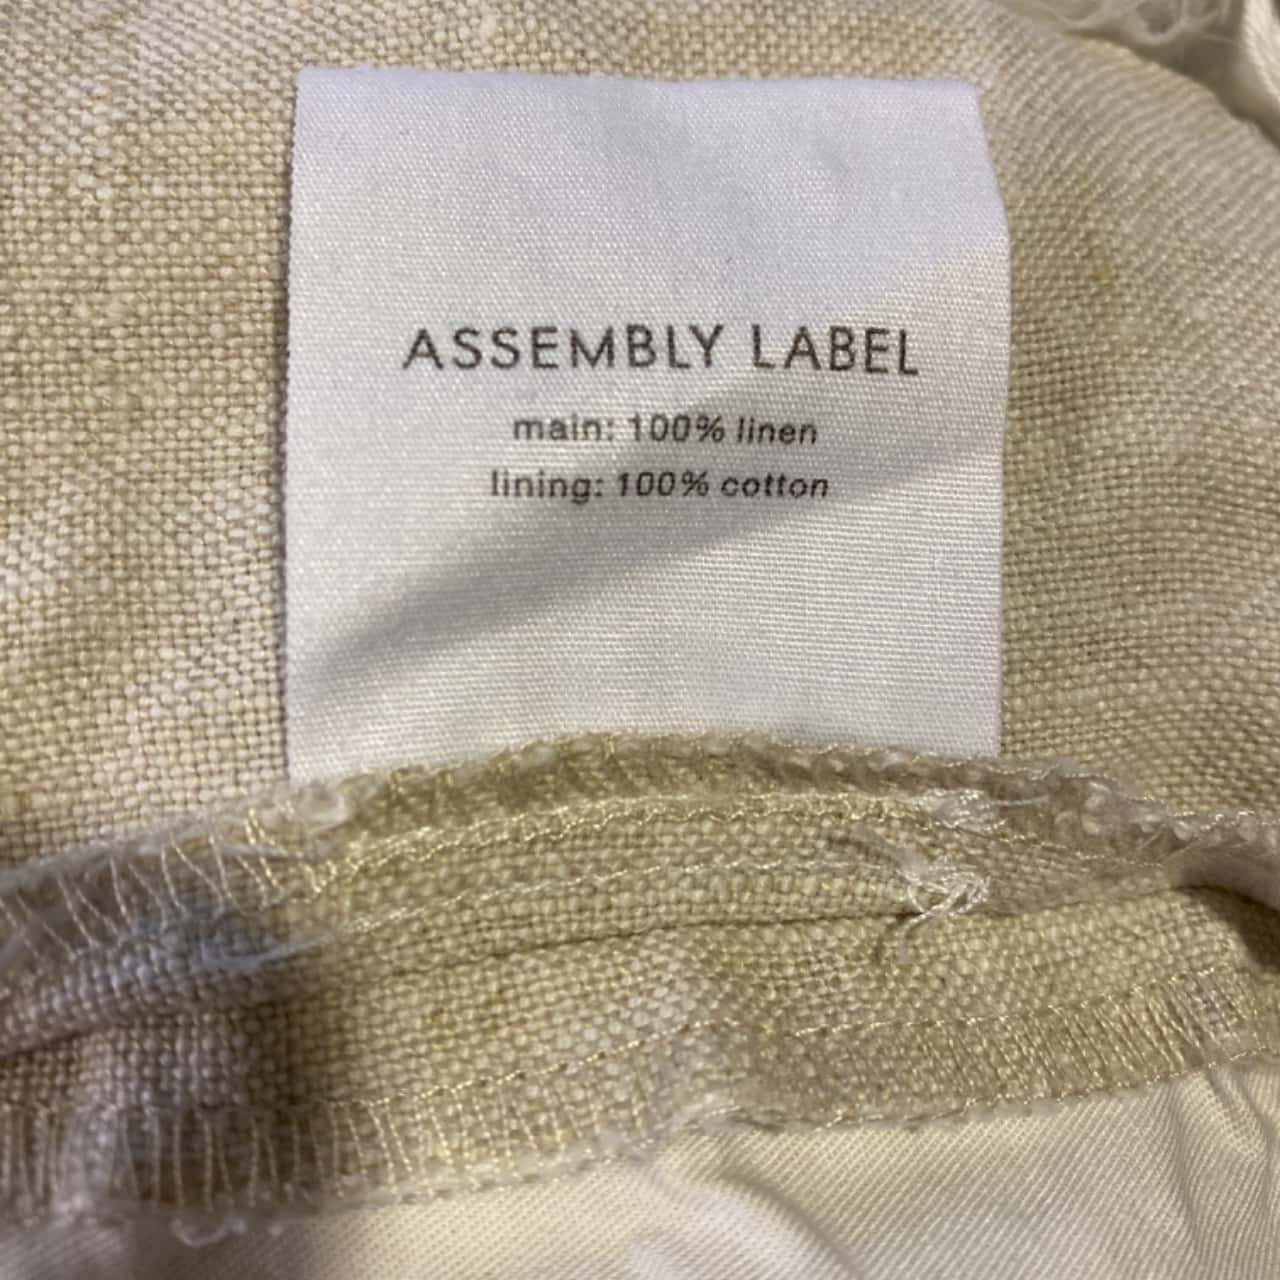 ASSEMBLY LABEL
main: 100% linen
lining: 100% cotton